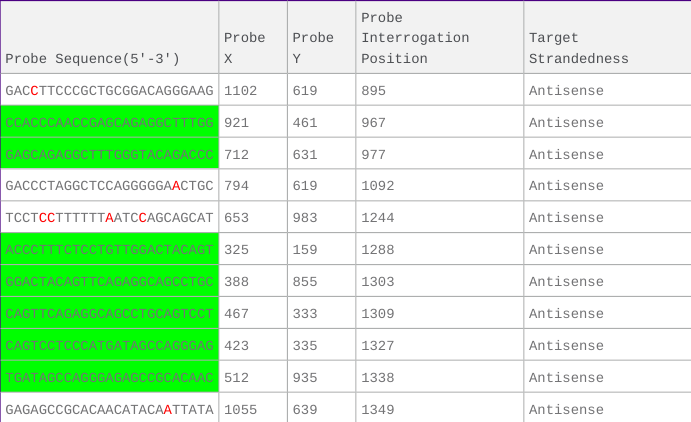 Probe Sequence(5'-3') Probe X Probe Y Probe Interrogation Position Target Strandedness
GACCTTCCCGCTGCGGACAGGGAAG 1102 619 895 Antisense
CCACCCAACCGAGCAGAGGCTTTGG 921 461 967 Antisense
GAGCAGAGGCTTTGGGTACAGACCC 712 631 977 Antisense
GACCCTAGGCTCCAGGGGGAACTGC 794 619 1092 Antisense
TCCTCCTTTTTTAATCCAGCAGCAT 653 983 1244 Antisense
ACCCTTTCTCCTGTTGGACTACAGT 325 159 1288 Antisense
GGACTACAGTTCAGAGGCAGCCTGC 388 855 1303 Antisense
CAGTTCAGAGGCAGCCTGCAGTCCT 467 333 1309 Antisense
CAGTCCTCCCATGATAGCCAGGGAG 423 335 1327 Antisense
TGATAGCCAGGGAGAGCCGCACAAC 512 935 1338 Antisense
GAGAGCCGCACAACATACAATTATA 1055 639 1349 Antisense